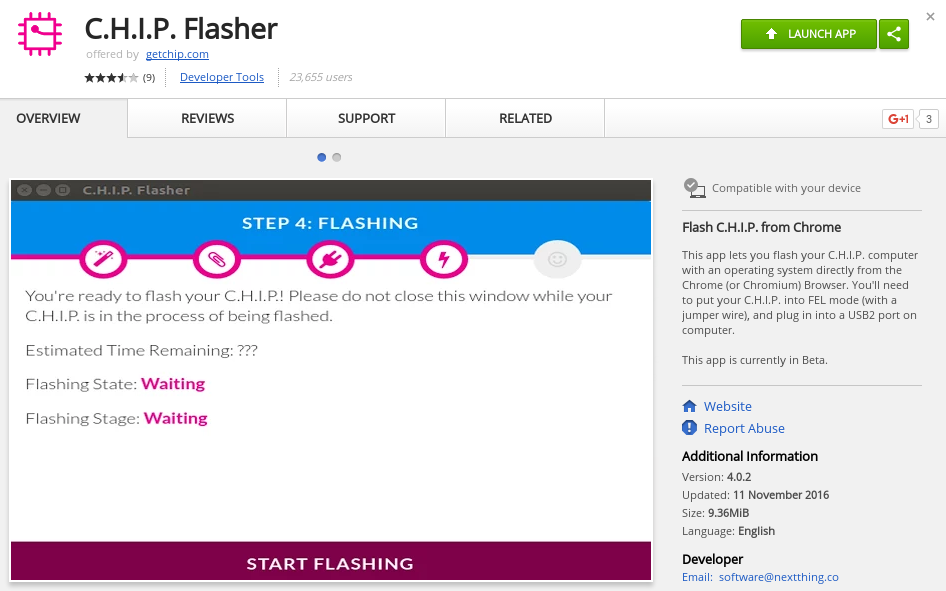 C.H.I.P. Flasher
offered by getchip.com
(9) Developer Tools 23,655 users
LAUNCH APP
OVERVIEW REVIEWS SUPPORT RELATED
G+1 3
C.H.I.P. Flasher
STEP 4: FLASHING
You're ready to flash your C.H.I.P.! Please do not close this window while your
C.H.I.P. is in the process of being flashed.
Estimated Time Remaining: ???
Flashing State: Waiting
Flashing Stage: Waiting
START FLASHING
Compatible with your device
Flash C.H.I.P. from Chrome
This app lets you flash your C.H.I.P. computer
with an operating system directly from the
Chrome (or Chromium) Browser. You'll need
to put your C.H.I.P. into FEL mode (with a
jumper wire), and plug in into a USB2 port on
computer.
This app is currently in Beta.
Website
Report Abuse
Additional Information
Version: 4.0.2
Updated: 11 November 2016
Size: 9.36MiB
Language: English
Developer
Email: software@nextthing.co